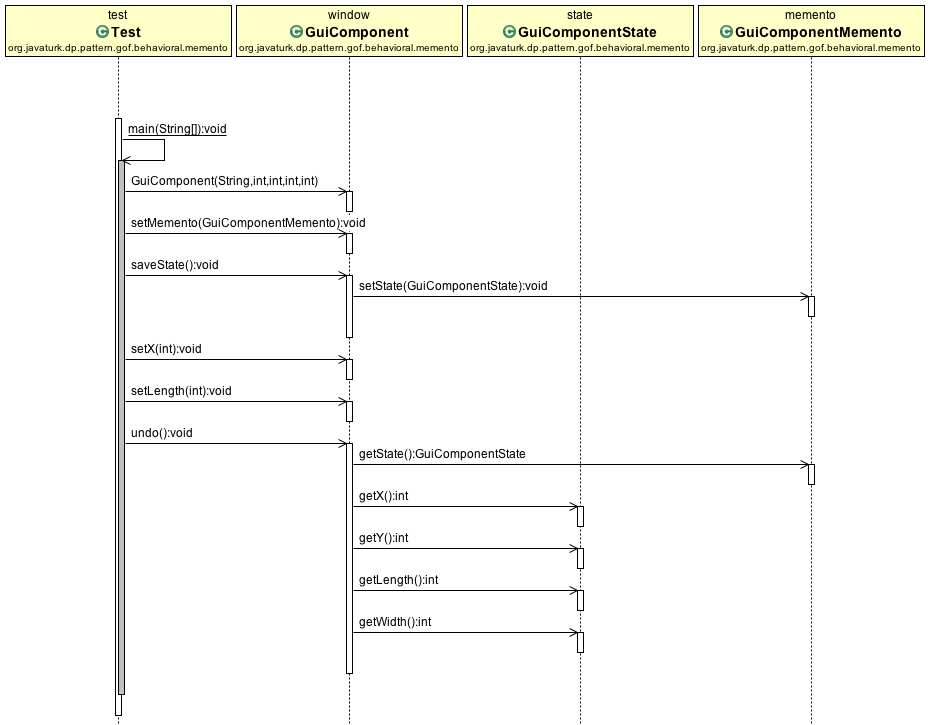 test
C Test
org.javaturk.dp.pattern.gof.behavioral.memento
window
C GuiComponent
org.javaturk.dp.pattern.gof.behavioral.memento
state
C GuiComponentState
org.javaturk.dp.pattern.gof.behavioral.memento
memento
C GuiComponentMemento
org.javaturk.dp.pattern.gof.behavioral.memento
main(String[]):void
GuiComponent(String,int,int,int,int)
setMemento(GuiComponentMemento):void
saveState():void
setState(GuiComponentState):void
setX(int):void
setLength(int):void
undo():void
getState():GuiComponentState
getX():int
getY():int
getLength():int
getWidth():int